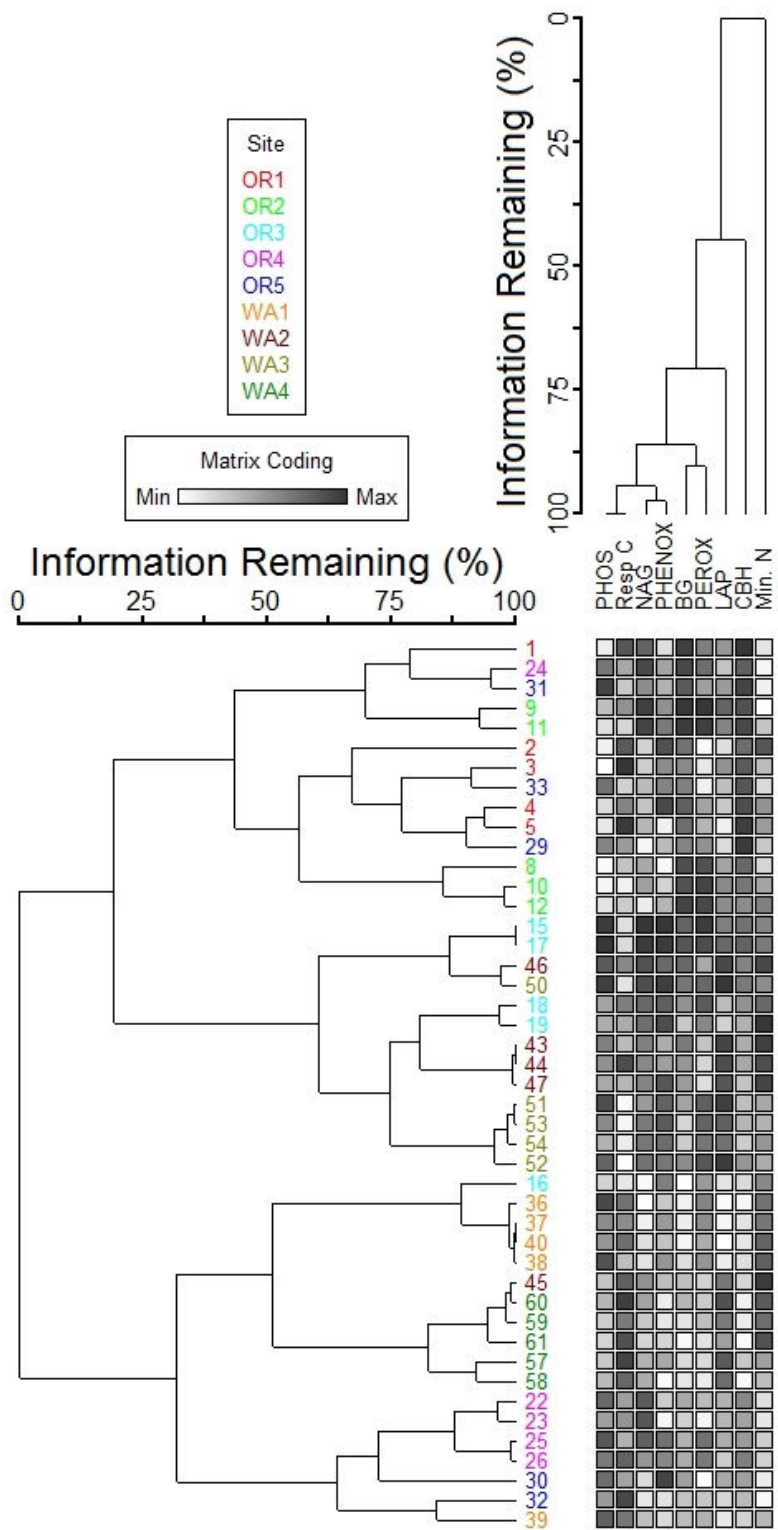 Information Remaining (%)
0
25
50
75
100
Site
OR1
OR2
OR3
OR4
OR5
WA1
WA2
WA3
WA4
Matrix Coding
Min Max
PHOS
Resp C
NAG
PHENOX
BG
PEROX
LAP
CBH
Min. N
Information Remaining (%)
0 25 50 75 100
1
24
31
9
11
2
3
33
4
5
29
8
10
12
15
17
46
50
18
19
43
44
47
51
53
54
52
16
36
37
40
38
45
60
59
61
57
58
22
23
25
26
30
32
39